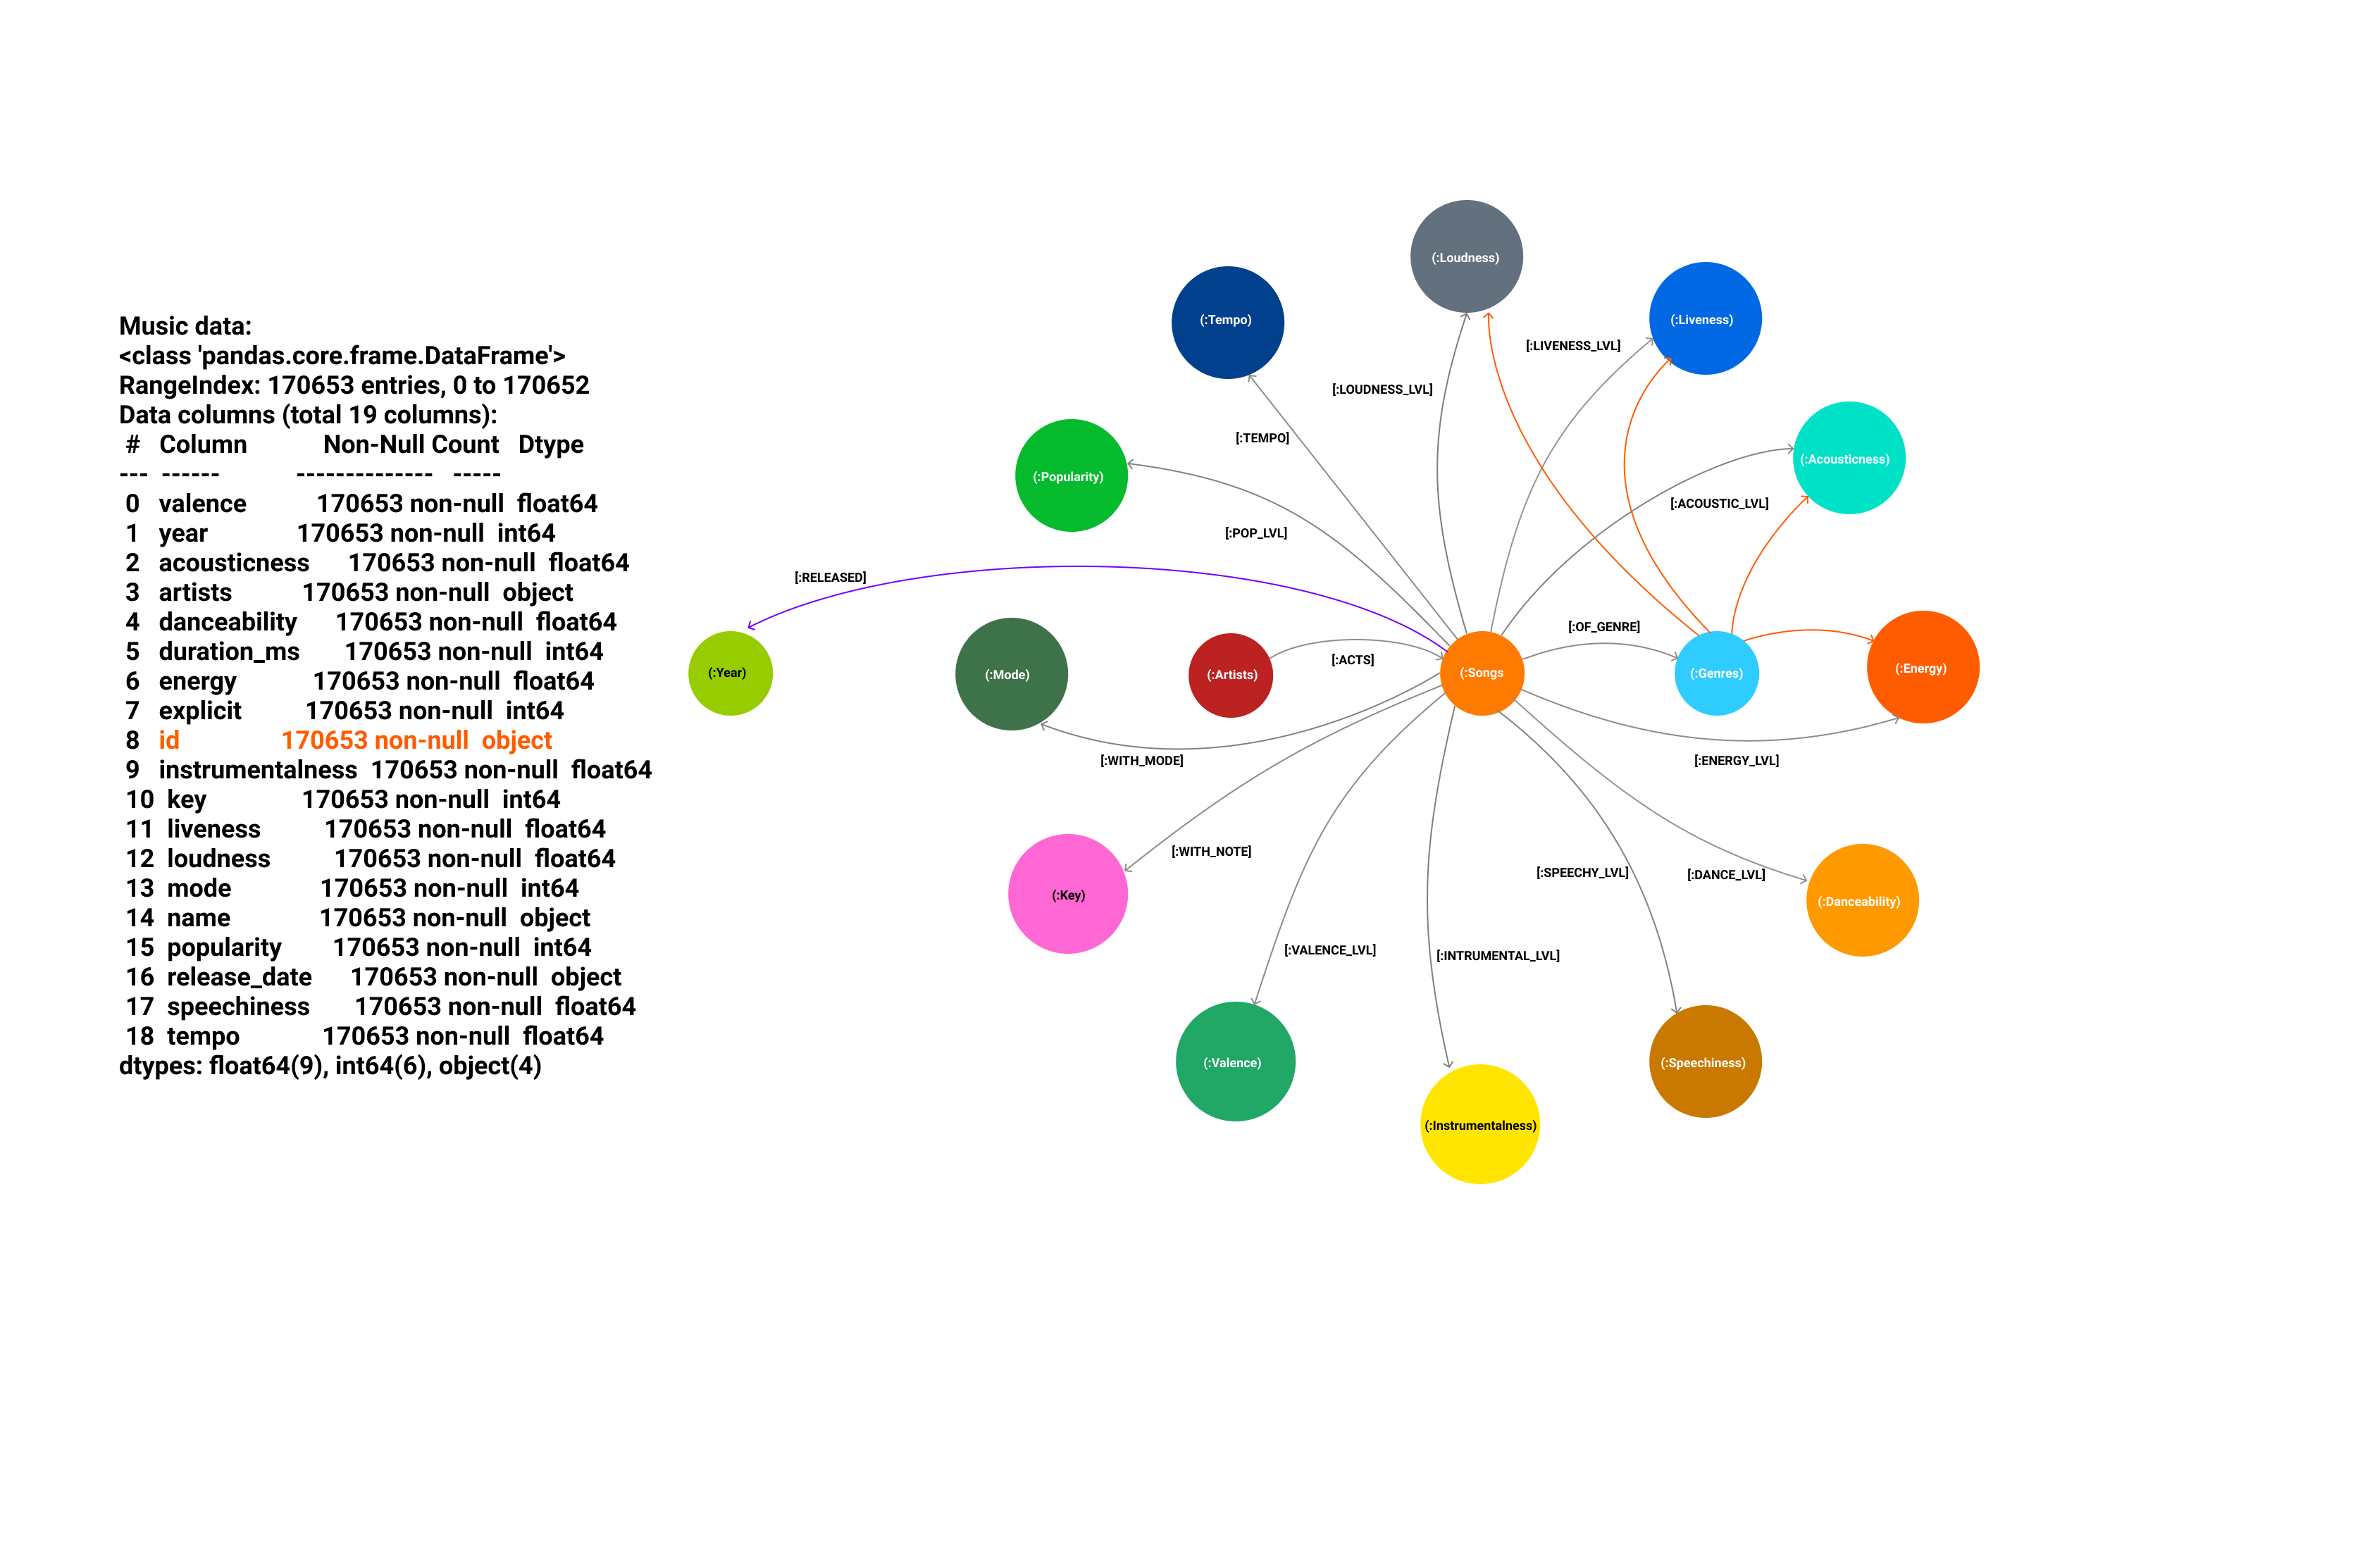 Music data:
<class 'pandas.core.frame.DataFrame'>
RangeIndex: 170653 entries, 0 to 170652
Data columns (total 19 columns):
# Column Non-Null Count Dtype
--- ------ -------------- -----
0 valence 170653 non-null float64
1 year 170653 non-null int64
2 acousticness 170653 non-null float64
3 artists 170653 non-null object
4 danceability 170653 non-null float64
5 duration_ms 170653 non-null int64
6 energy 170653 non-null float64
7 explicit 170653 non-null int64
8 id 170653 non-null object
9 instrumentalness 170653 non-null float64
10 key 170653 non-null int64
11 liveness 170653 non-null float64
12 loudness 170653 non-null float64
13 mode 170653 non-null int64
14 name 170653 non-null object
15 popularity 170653 non-null int64
16 release_date 170653 non-null object
17 speechiness 170653 non-null float64
18 tempo 170653 non-null float64
dtypes: float64(9), int64(6), object(4)
(:Loudness)
(:Tempo)
(:Liveness)
[:LIVENESS_LVL]
[:LOUDNESS_LVL]
[:TEMPO]
(:Acousticness)
(:Popularity)
[:ACOUSTIC_LVL]
[:POP_LVL]
[:RELEASED]
[:OF_GENRE]
[:ACTS]
(:Year)
(:Mode)
(:Artists)
(:Songs
(:Genres)
(:Energy)
[:WITH_MODE]
[:ENERGY_LVL]
[:WITH_NOTE]
[:SPEECHY_LVL]
[:DANCE_LVL]
(:Key)
(:Danceability)
[:VALENCE_LVL]
[:INTRUMENTAL_LVL]
(:Valence)
(:Speechiness)
(:Instrumentalness)